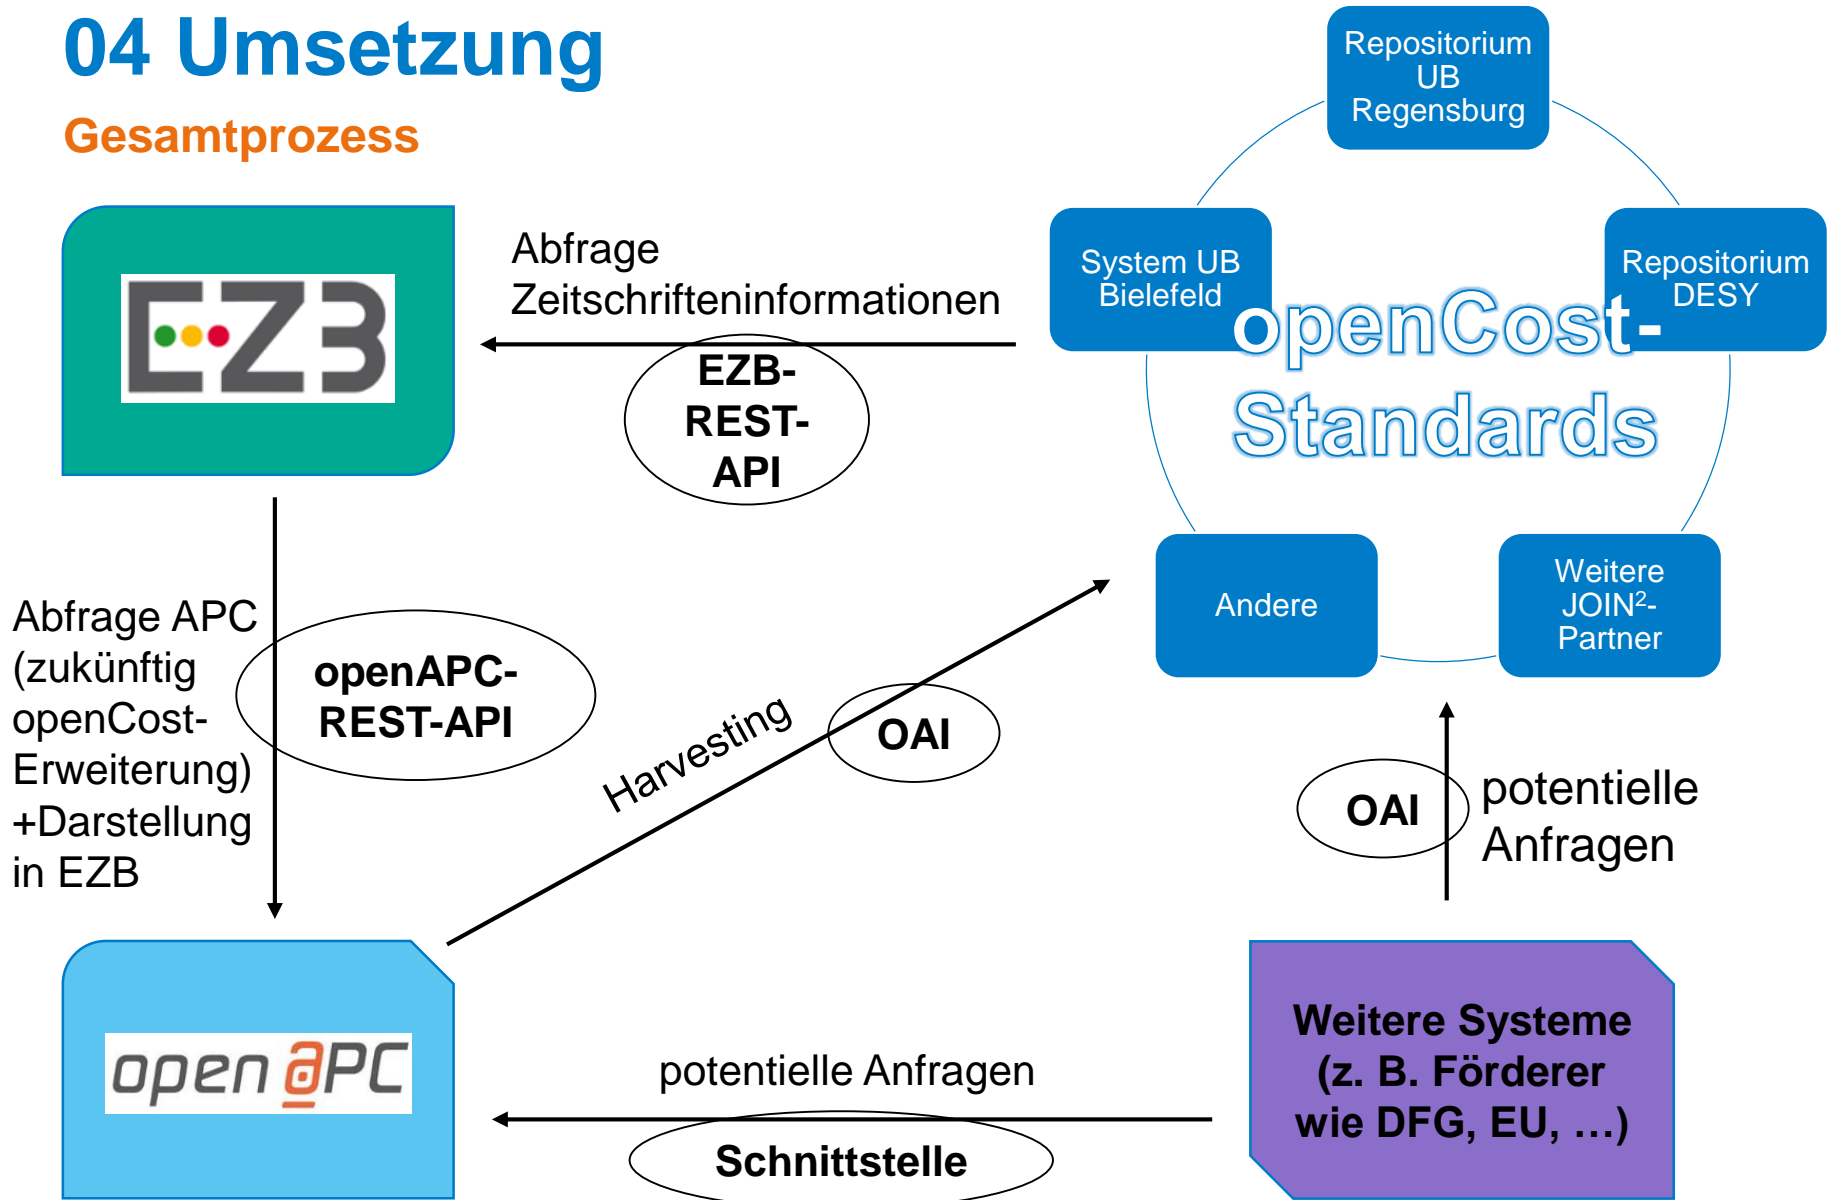 04 Umsetzung
Gesamtprozess
Repositorium
UB
Regensburg
System UB
Bielefeld
Repositorium
DESY
openCost-
Standards
Andere
Weitere
JOIN²-
Partner
EZB
Abfrage
Zeitschrifteninformationen
EZB-
REST-
API
Abfrage APC
(zukünftig
openCost-
Erweiterung)
+Darstellung
in EZB
openAPC-
REST-API
Harvesting
OAI
OAI
potentielle
Anfragen
open aPC
potentielle Anfragen
Schnittstelle
Weitere Systeme
(z. B. Förderer
wie DFG, EU, …)